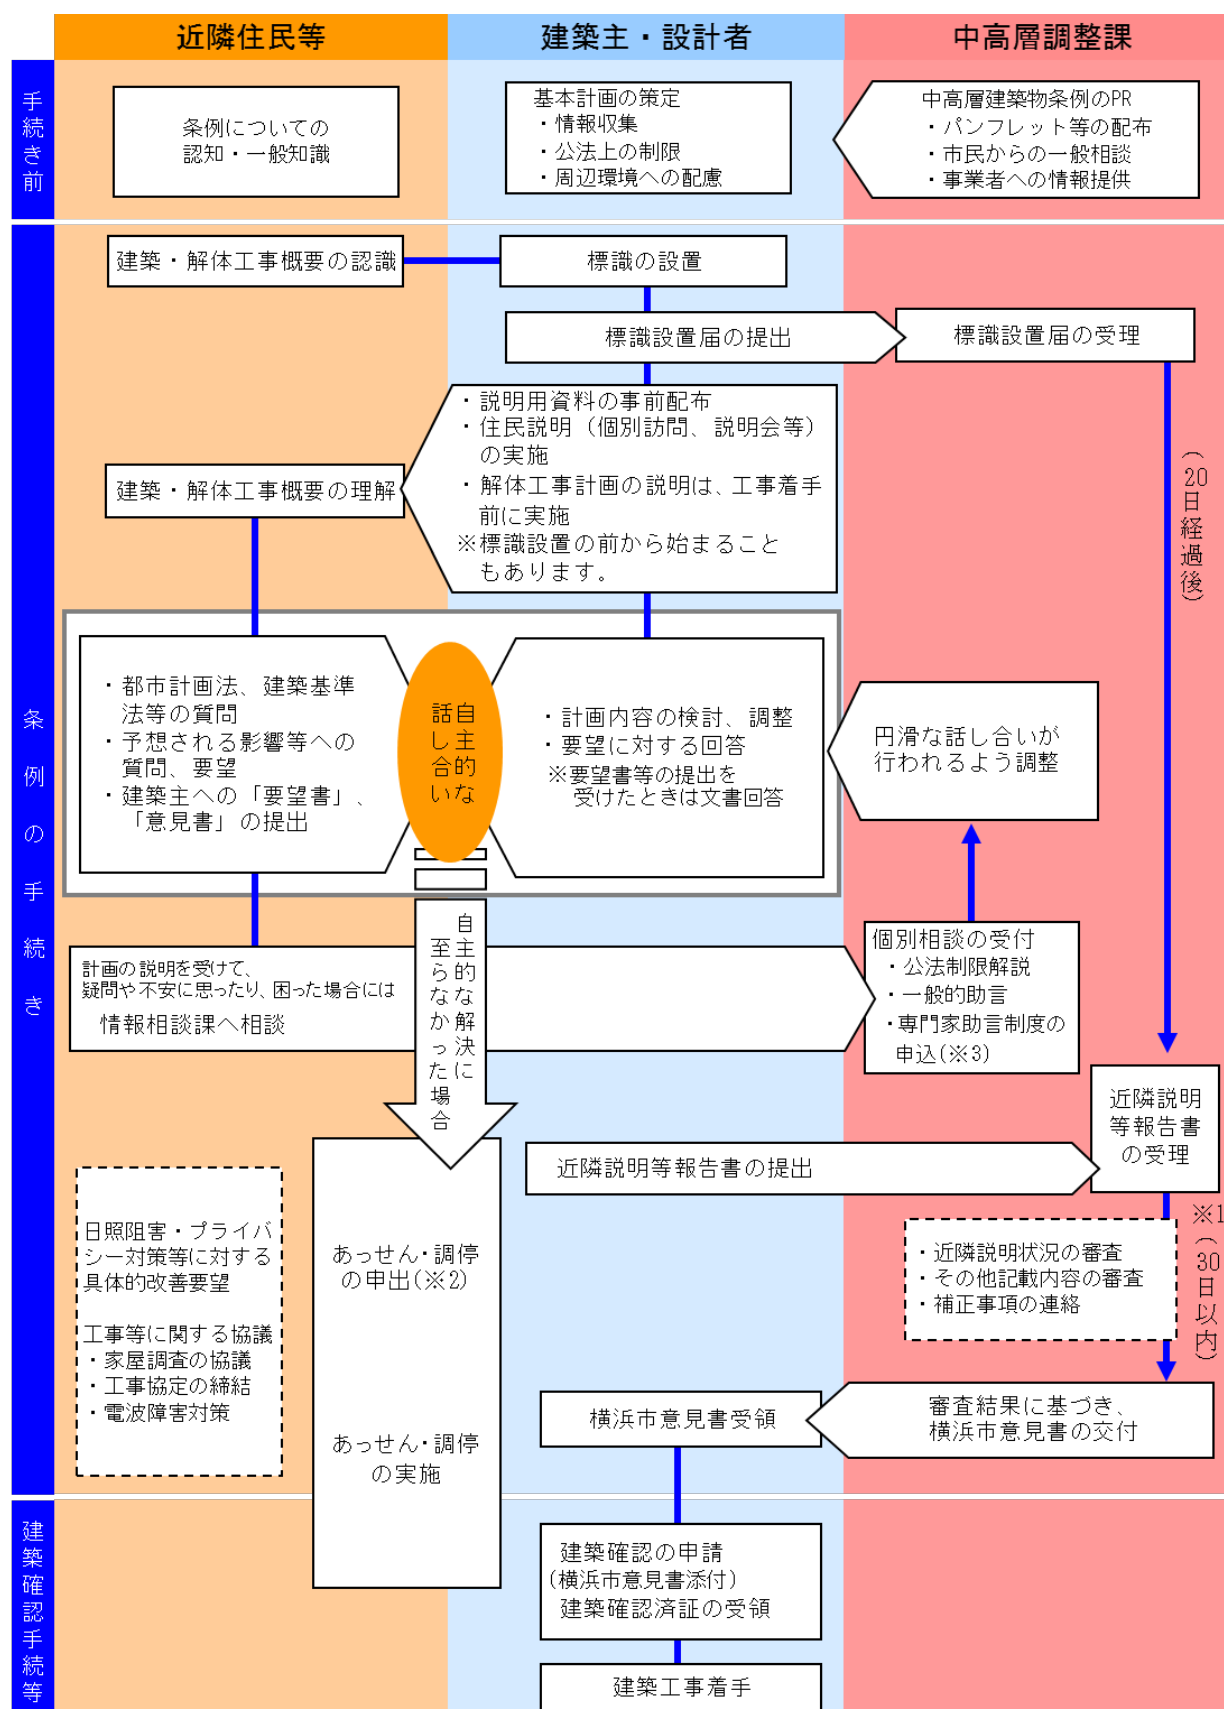 近隣住民等
建築主・設計者
中高層調整課
手続き前
条例についての
認知・一般知識
基本計画の策定
・情報収集
・公法上の制限
・周辺環境への配慮
中高層建築物条例のPR
・パンフレット等の配布
・市民からの一般相談
・事業者への情報提供
条例の手続き
建築・解体工事概要の認識
標識の設置
標識設置届の提出
標識設置届の受理
・説明用資料の事前配布
・住民説明（個別訪問、説明会等）
の実施
・解体工事計画の説明は、工事着手
前に実施
※標識設置の前から始まること
もあります。
建築・解体工事概要の理解
（20日経過後）
・都市計画法、建築基準
法等の質問
・予想される影響等への
質問、要望
・建築主への「要望書」、
「意見書」の提出
自主的な
話し合い
・計画内容の検討、調整
・要望に対する回答
※要望書等の提出を
受けたときは文書回答
円滑な話し合いが
行われるよう調整
自主的な解決に
至らなかった場合
計画の説明を受けて、
疑問や不安に思ったり、困った場合には
情報相談課へ相談
個別相談の受付
・公法制限解説
・一般的助言
・専門家助言制度の
申込(※3)
近隣説明
等報告書
の受理
近隣説明等報告書の提出
※1
（30日以内）
・近隣説明状況の審査
・その他記載内容の審査
・補正事項の連絡
日照阻害・プライバ
シー対策等に対する
具体的改善要望
工事等に関する協議
・家屋調査の協議
・工事協定の締結
・電波障害対策
あっせん・調停
の申出(※2)
あっせん・調停
の実施
横浜市意見書受領
審査結果に基づき、
横浜市意見書の交付
建築確認手続等
建築確認の申請
(横浜市意見書添付)
建築確認済証の受領
建築工事着手